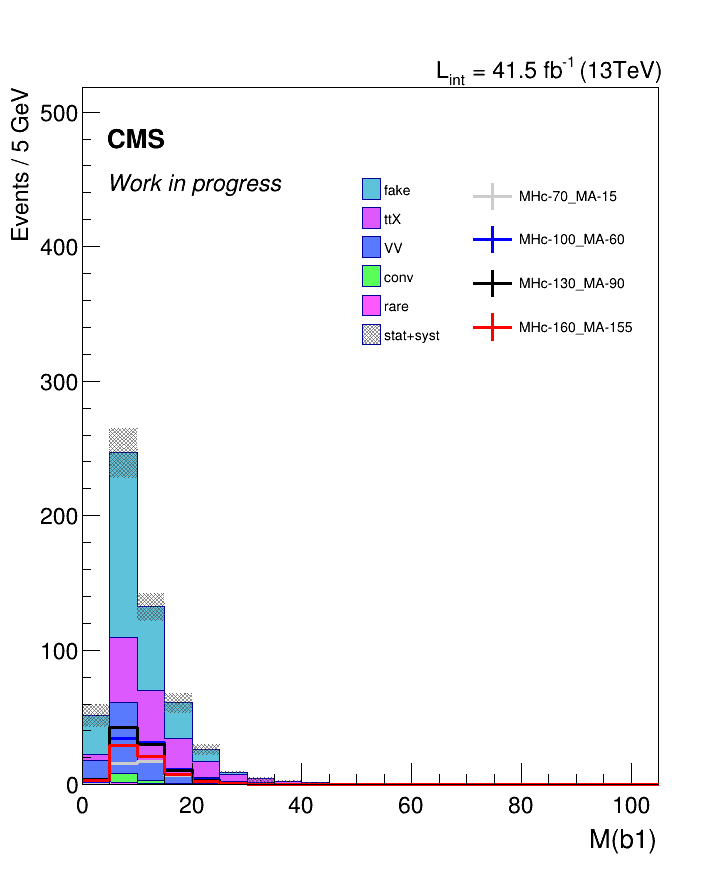 L_int = 41.5 fb^-1 (13TeV)
Events / 5 GeV
CMS
Work in progress
fake
ttX
VV
conv
rare
stat+syst
MHc-70_MA-15
MHc-100_MA-60
MHc-130_MA-90
MHc-160_MA-155
500
400
300
200
100
0
0 20 40 60 80 100
M(b1)